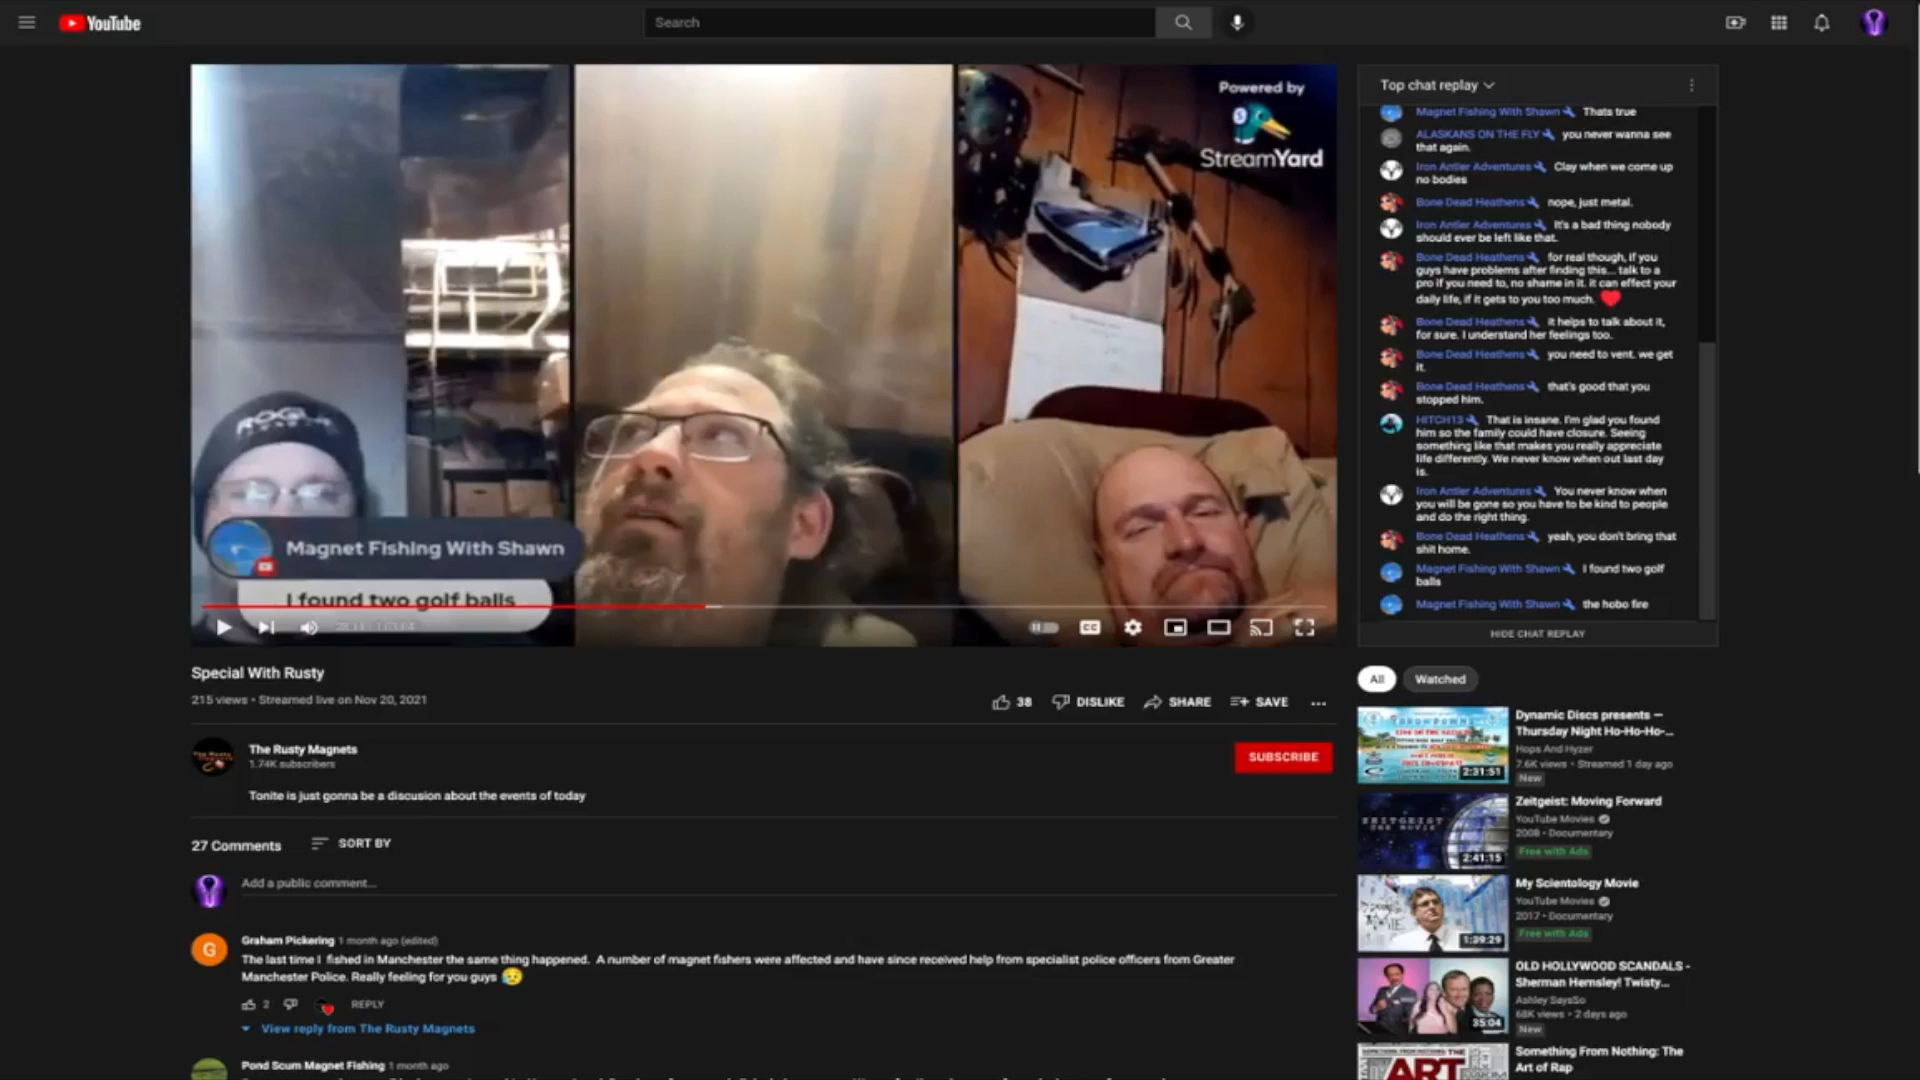 YouTube
Search
Powered by
StreamYard
Magnet Fishing With Shawn
I found two golf balls
CC
Top chat replay
Magnet Fishing With Shawn Thats true
ALASKANS ON THE FLY you never wanna see
that again.
Iron Antler Adventures Clay when we come up
no bodies
Bone Dead Heathens nope, just metal.
Iron Antler Adventures It's a bad thing nobody
should ever be left like that.
Bone Dead Heathens for real though, if you
guys have problems after finding this... talk to a
pro if you need to, no shame in it. it can effect your
daily life, if it gets to you too much. ❤️
Bone Dead Heathens it helps to talk about it,
for sure. I understand her feelings too.
Bone Dead Heathens you need to vent. we get
it.
Bone Dead Heathens that's good that you
stopped him.
HITCH13 That is insane. I'm glad you found
him so the family could have closure. Seeing
something like that makes you really appreciate
life differently. We never know when out last day
is.
Iron Antler Adventures You never know when
you will be gone so you have to be kind to people
and do the right thing.
Bone Dead Heathens yeah, you don't bring that
shit home.
Magnet Fishing With Shawn I found two golf
balls
Magnet Fishing With Shawn the hobo fire
HIDE CHAT REPLAY
Special With Rusty
215 views • Streamed live on Nov 20, 2021
38 DISLIKE SHARE SAVE ...
The Rusty Magnets
1.74K subscribers
SUBSCRIBE
Tonite is just gonna be a discusion about the events of today
27 Comments SORT BY
Add a public comment...
G
Graham Pickering 1 month ago (edited)
The last time I fished in Manchester the same thing happened. A number of magnet fishers were affected and have since received help from specialist police officers from Greater
Manchester Police. Really feeling for you guys 😥
2 REPLY
View reply from The Rusty Magnets
Pond Scum Magnet Fishing 1 month ago
All Watched
Dynamic Discs presents –
Thursday Night Ho-Ho-Ho-...
Hops And Hyzer
7.6K views • Streamed 1 day ago
New
2:31:51
Zeitgeist: Moving Forward
YouTube Movies
2008 • Documentary
Free with Ads
ZEITGEIST
THE MOVIE
2:41:15
My Scientology Movie
YouTube Movies
2017 • Documentary
Free with Ads
1:39:29
OLD HOLLYWOOD SCANDALS -
Sherman Hemsley! Twisty...
Ashley SaysSo
68K views • 2 days ago
New
35:04
Something From Nothing: The
Art of Rap
ART